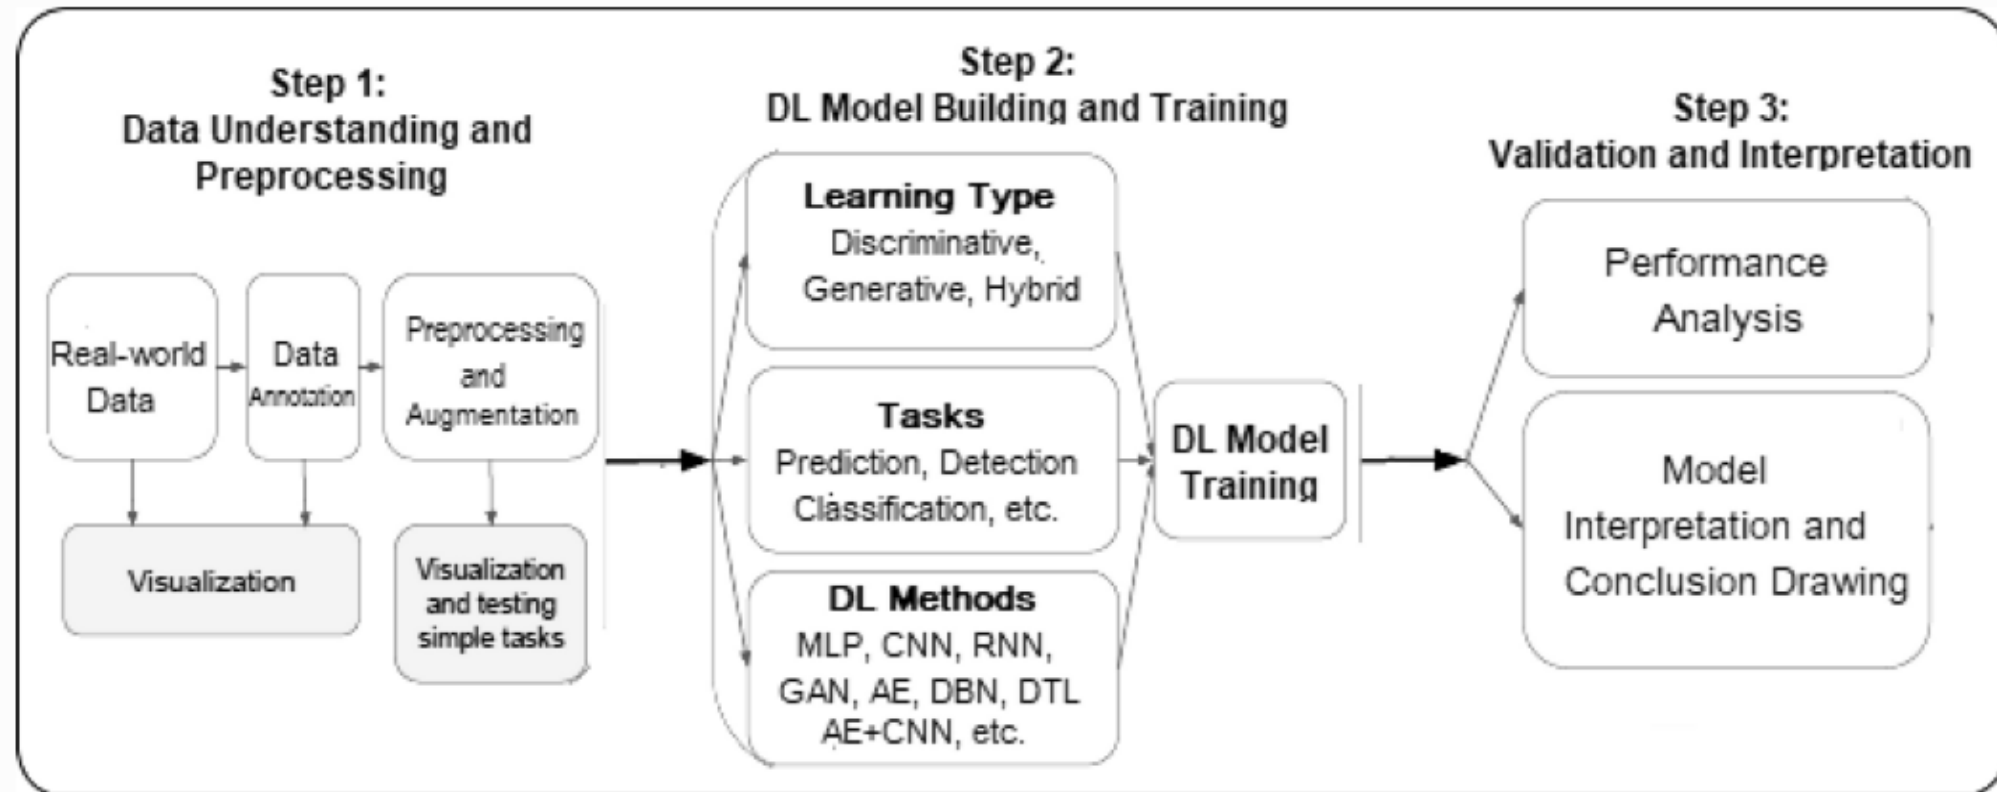 Step 1:
Data Understanding and
Preprocessing
Real-world
Data
Data
Annotation
Preprocessing
and
Augmentation
Visualization
Visualization
and testing
simple tasks
Step 2:
DL Model Building and Training
Learning Type
Discriminative,
Generative, Hybrid
Tasks
Prediction, Detection
Classification, etc.
DL Methods
MLP, CNN, RNN,
GAN, AE, DBN, DTL
AE+CNN, etc.
DL Model
Training
Step 3:
Validation and Interpretation
Performance
Analysis
Model
Interpretation and
Conclusion Drawing